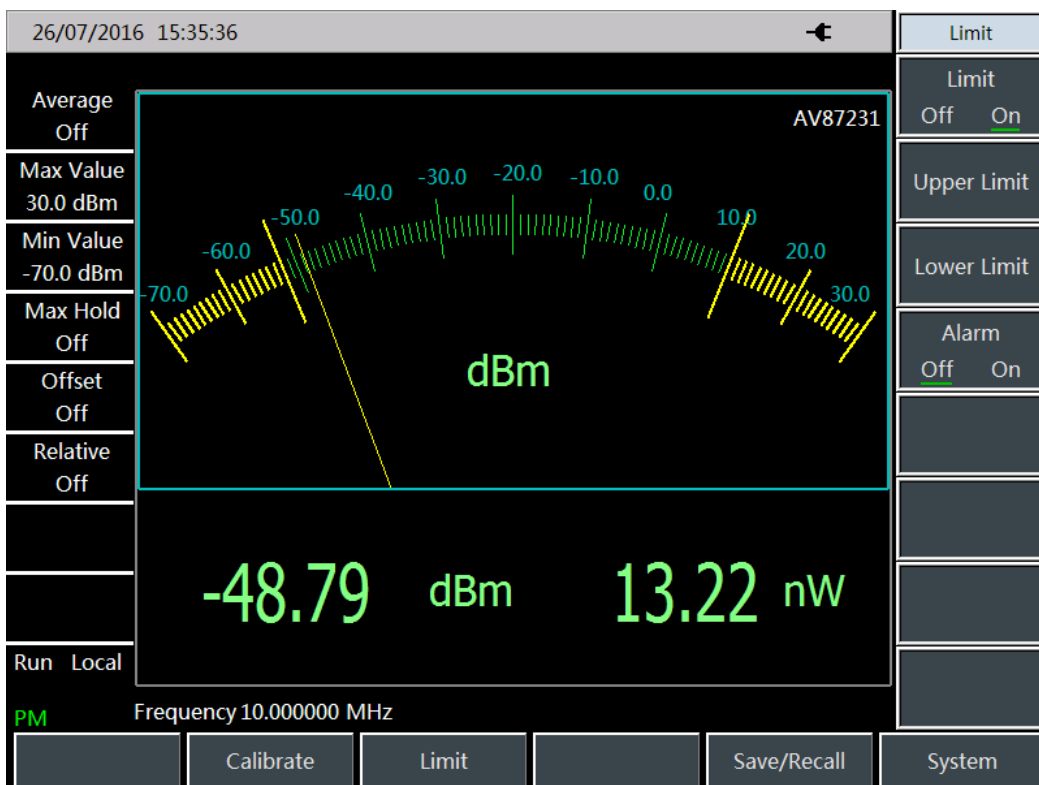 26/07/2016 15:35:36
Limit
Average
Off
Max Value
30.0 dBm
Min Value
-70.0 dBm
Max Hold
Off
Offset
Off
Relative
Off
Run Local
PM
AV87231
-70.0
-60.0
-50.0
-40.0
-30.0
-20.0
-10.0
0.0
10.0
20.0
30.0
dBm
-48.79 dBm 13.22 nW
Frequency 10.000000 MHz
Limit
Off On
Upper Limit
Lower Limit
Alarm
Off On
Calibrate
Limit
Save/Recall
System